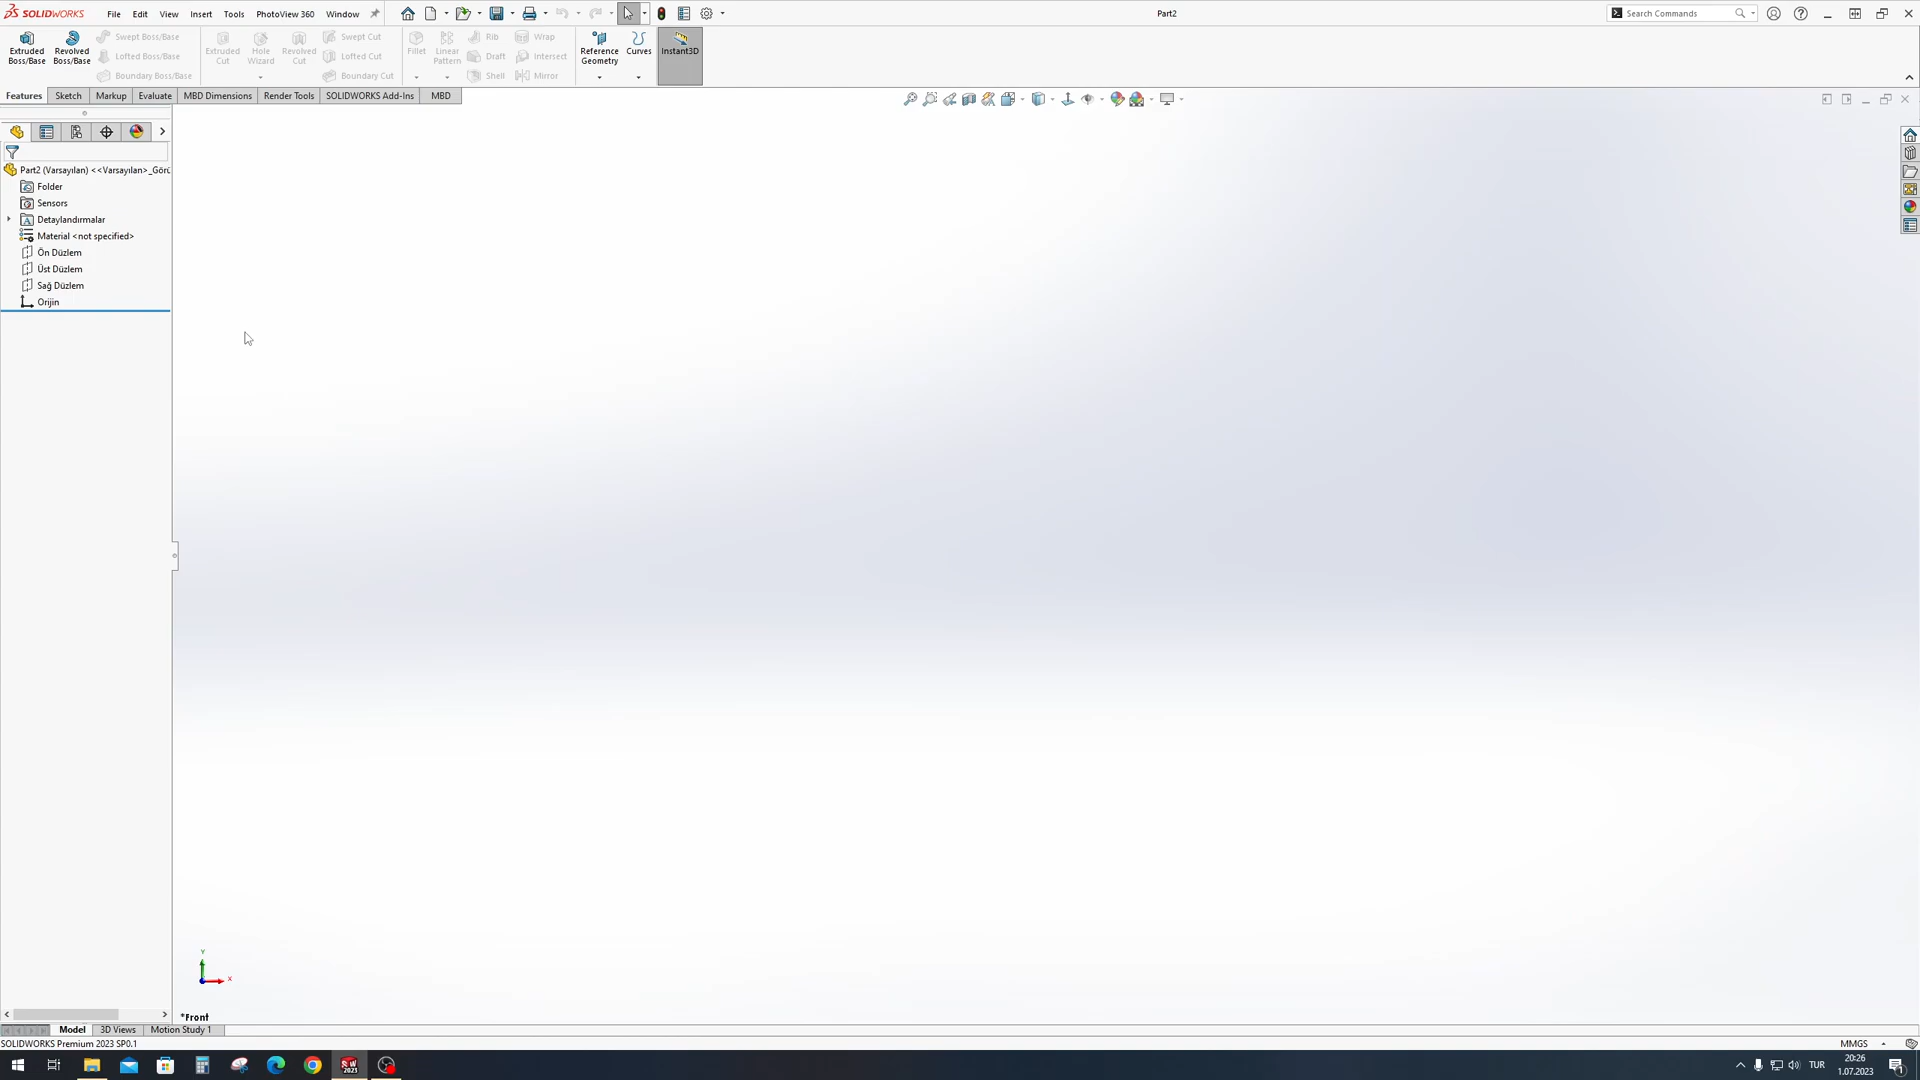 SOLIDWORKS File Edit View Insert Tools PhotoView 360 Window Part2 Search Commands
Extruded Boss/Base
Revolved Boss/Base
Swept Boss/Base
Lofted Boss/Base
Boundary Boss/Base
Extruded Cut
Hole Wizard
Revolved Cut
Swept Cut
Lofted Cut
Boundary Cut
Fillet
Linear Pattern
Rib
Draft
Shell
Wrap
Intersect
Mirror
Reference Geometry
Curves
Instant3D
Features Sketch Markup Evaluate MBD Dimensions Render Tools SOLIDWORKS Add-Ins MBD
Part2 (Varsayılan) <<Varsayılan>_Görü
Folder
Sensors
Detaylandırmalar
Material <not specified>
Ön Düzlem
Üst Düzlem
Sağ Düzlem
Orijin
Y
X
*Front
Model 3D Views Motion Study 1
SOLIDWORKS Premium 2023 SP0.1 MMGS
SW 2023
TUR
20:26
1.07.2023
1